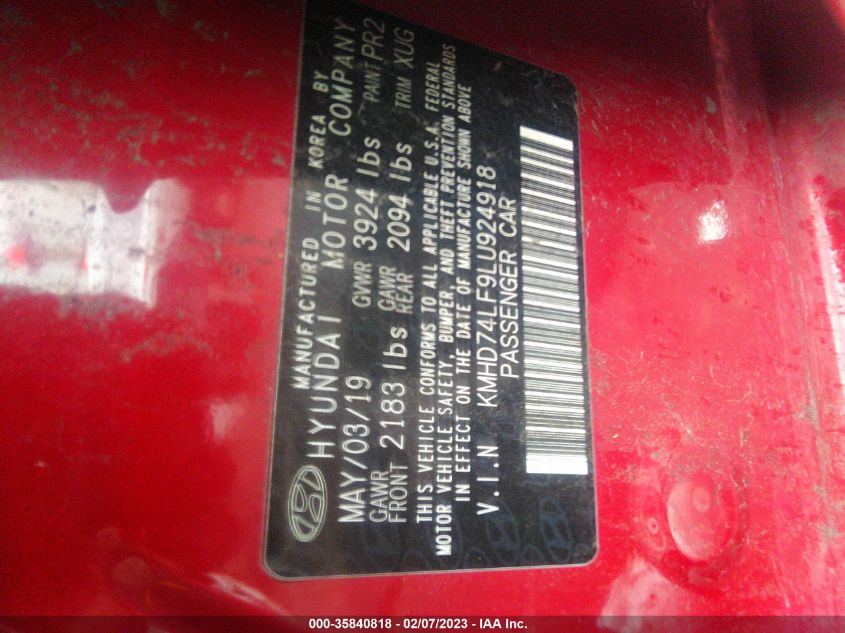 MANUFACTURED IN KOREA BY
HYUNDAI MOTOR COMPANY
MAY/03/19 GVWR 3924 lbs PAINT PR2
GAWR FRONT 2183 lbs GAWR REAR 2094 lbs TRIM XUG
THIS VEHICLE CONFORMS TO ALL APPLICABLE U.S.A. FEDERAL
MOTOR VEHICLE SAFETY, BUMPER, AND THEFT PREVENTION STANDARDS
IN EFFECT ON THE DATE OF MANUFACTURE SHOWN ABOVE
V.I.N KMHD74LF9LU924918
PASSENGER CAR
000-35840818 - 02/07/2023 - IAAI Inc.